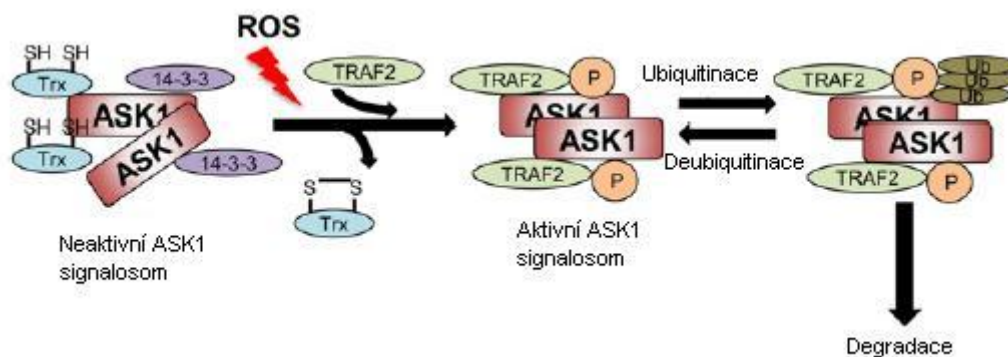 SH SH
Trx
14-3-3
ASK1
SH SH
Trx
ASK1
14-3-3
Neaktivní ASK1
signalosom
ROS
TRAF2
S S
Trx
TRAF2
P
ASK1
ASK1
TRAF2
P
Aktivní ASK1
signalosom
Ubiquitinace
Deubiquitinace
TRAF2
P
Ub
Ub
Ub
ASK1
ASK1
TRAF2
P
Degradace